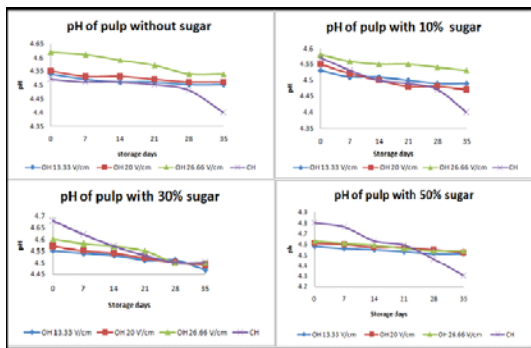 pH of pulp without sugar
4.65
4.6
4.55
4.5
4.45
4.4
4.35
pH
0 7 14 21 28 35
Storage days
OH 13.33 V/cm OH 20 V/cm OH 26.66 V/cm CH
pH of pulp with 10% sugar
4.6
4.55
4.5
4.45
4.4
4.35
pH
0 7 14 21 28 35
Storage days
OH 13.33 V/cm OH 20 V/cm OH 26.66 V/cm CH
pH of pulp with 30% sugar
4.7
4.65
4.6
4.55
4.5
4.45
pH
0 7 14 21 28 35
Storage days
OH 13.33 V/cm OH 20 V/cm OH 26.66 V/cm CH
pH of pulp with 50% sugar
4.9
4.8
4.7
4.6
4.5
4.4
4.3
4.2
ph
0 7 14 21 28 35
Storage days
OH 13.33 V/cm OH 20 V/cm OH 26.66 V/cm CH